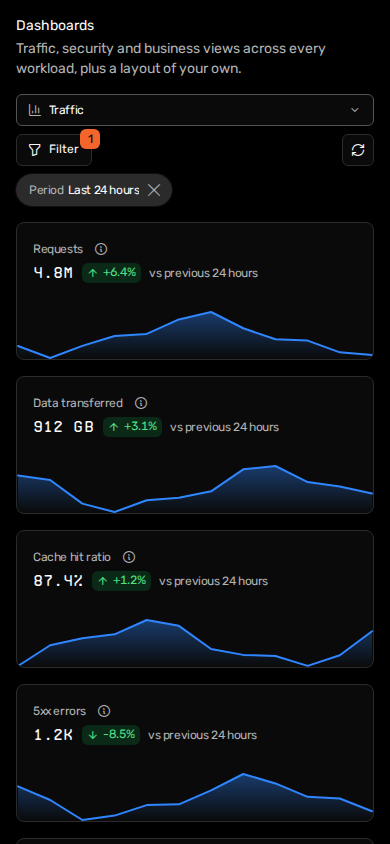 Dashboards
Traffic, security and business views across every
workload, plus a layout of your own.
Traffic
Filter 1
Period Last 24 hours
Requests
4.8M +6.4% vs previous 24 hours
Data transferred
912 GB +3.1% vs previous 24 hours
Cache hit ratio
87.4% +1.2% vs previous 24 hours
5xx errors
1.2K -8.5% vs previous 24 hours